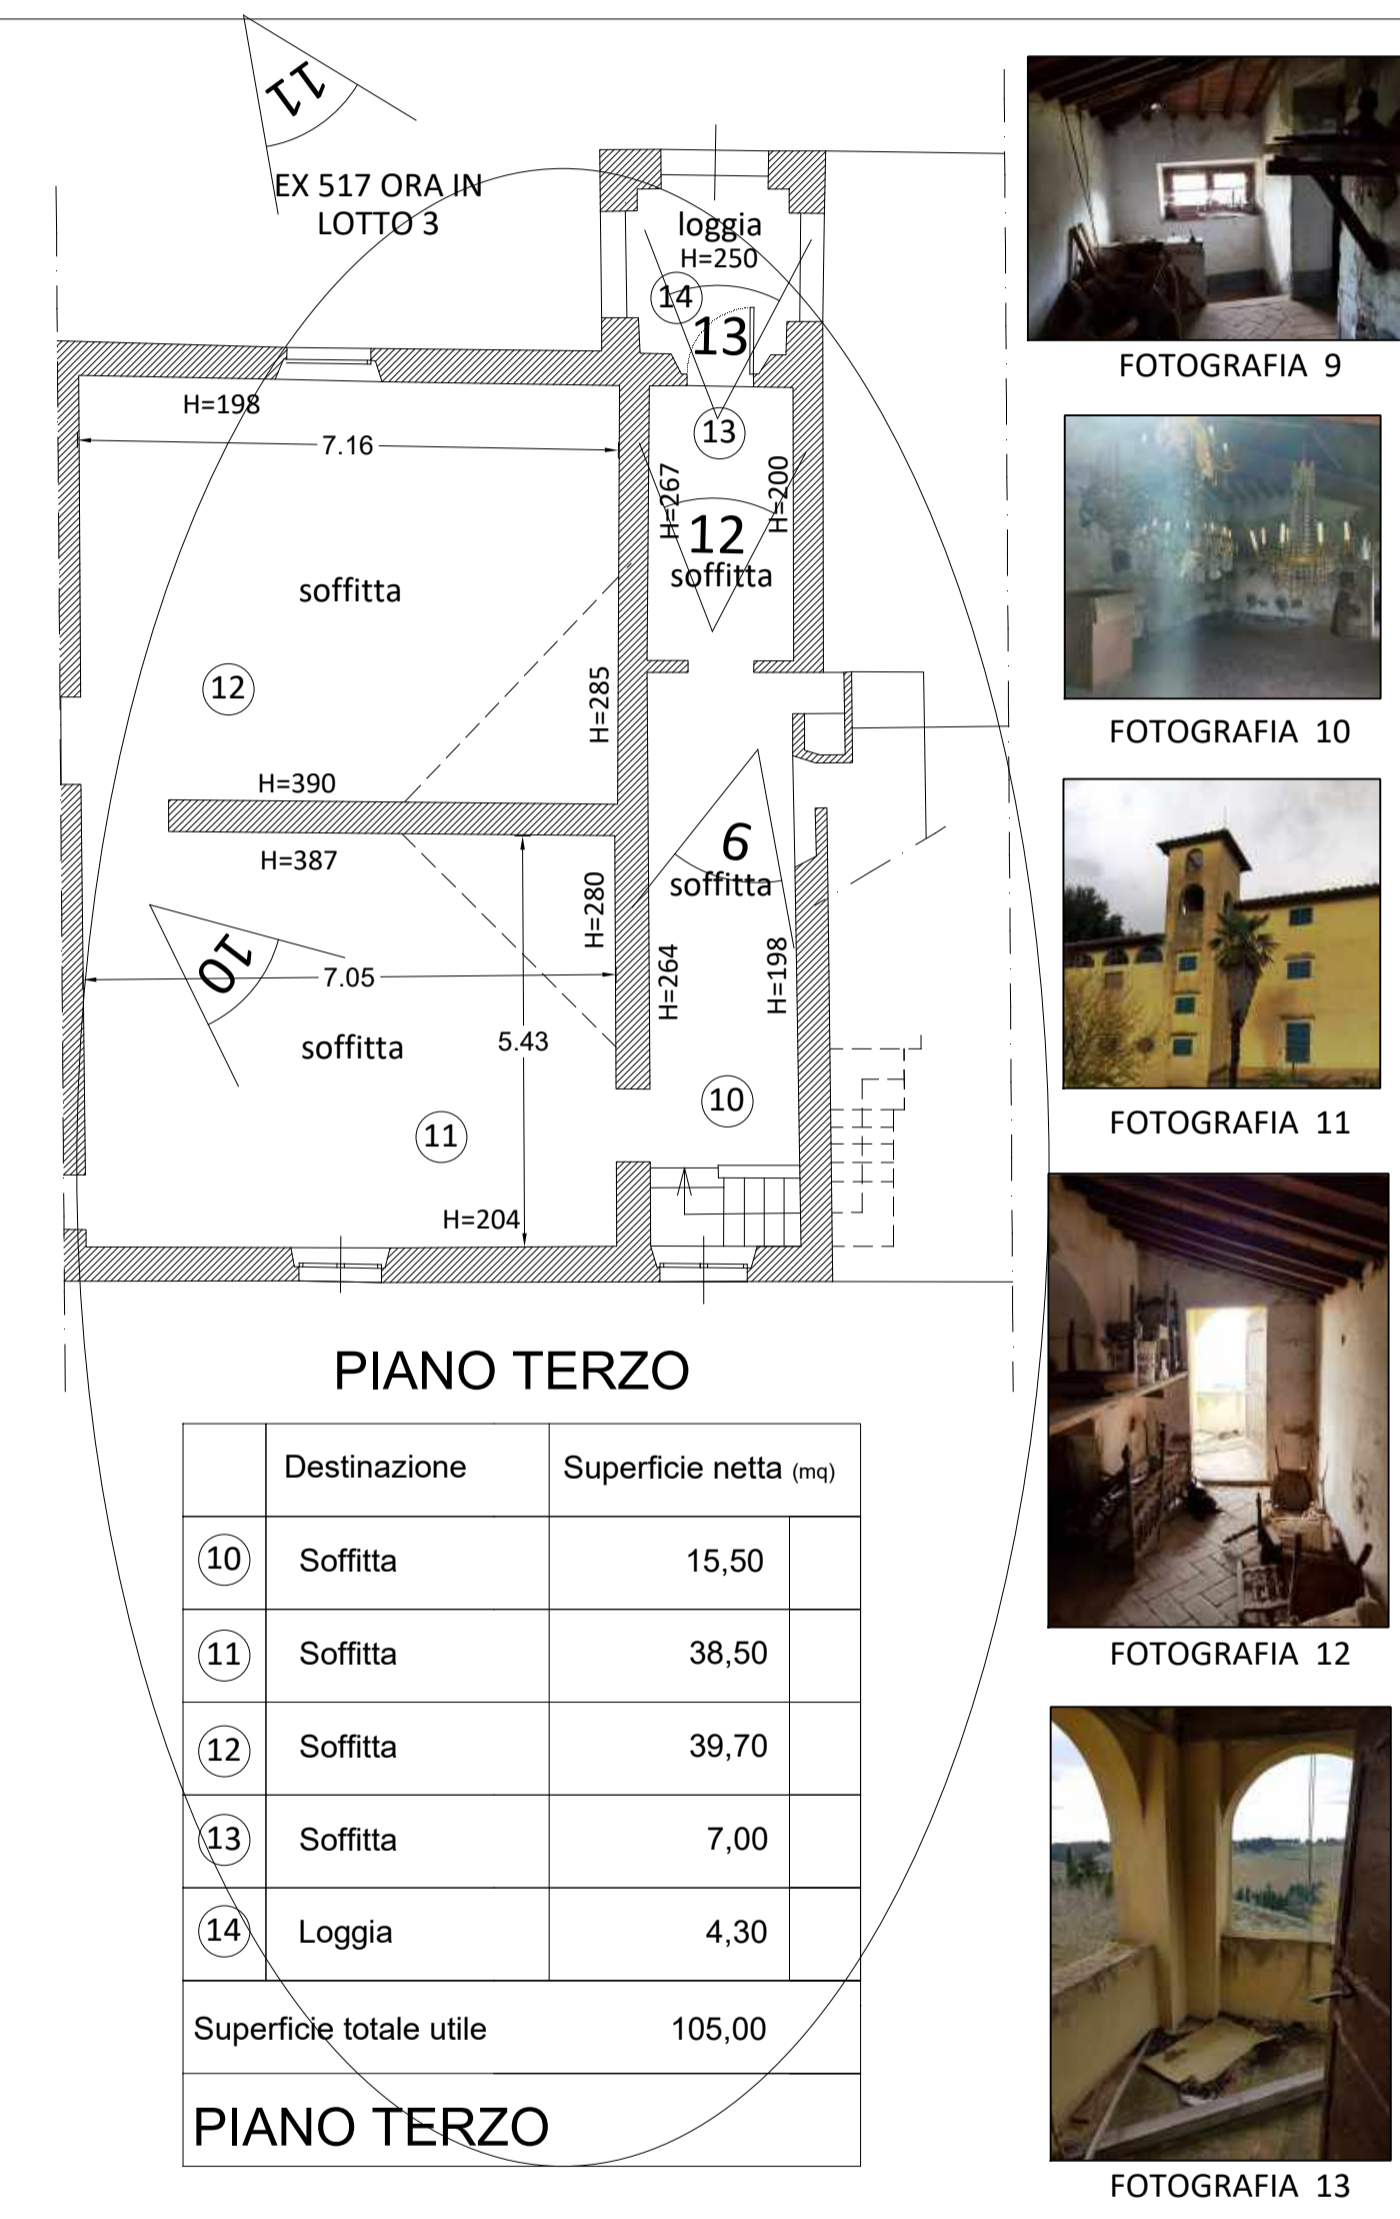 11
EX 517 ORA IN
LOTTO 3
loggia
H=250
14
13
H=198
7.16
13
H=267
H=200
12
soffitta
soffitta
12
H=285
H=390
H=387
6
soffitta
H=280
10
7.05
H=264
H=198
soffitta
5.43
10
11
H=204
PIANO TERZO
Destinazione Superficie netta (mq)
10 Soffitta 15,50
11 Soffitta 38,50
12 Soffitta 39,70
13 Soffitta 7,00
14 Loggia 4,30
Superficie totale utile 105,00
PIANO TERZO
FOTOGRAFIA 9
FOTOGRAFIA 10
FOTOGRAFIA 11
FOTOGRAFIA 12
FOTOGRAFIA 13